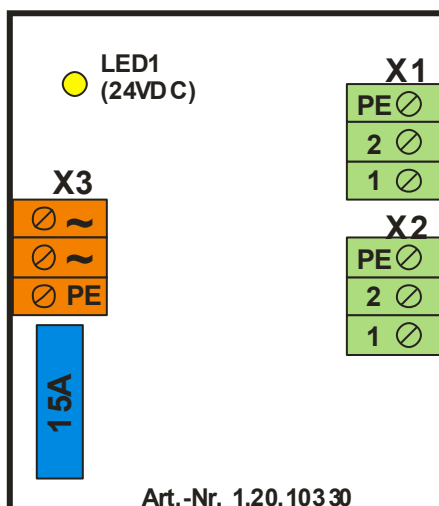 LED1
(24VDC)
X1
PE
2
1
X3
~
~
PE
X2
PE
2
1
15A
Art.-Nr. 1.20.10330